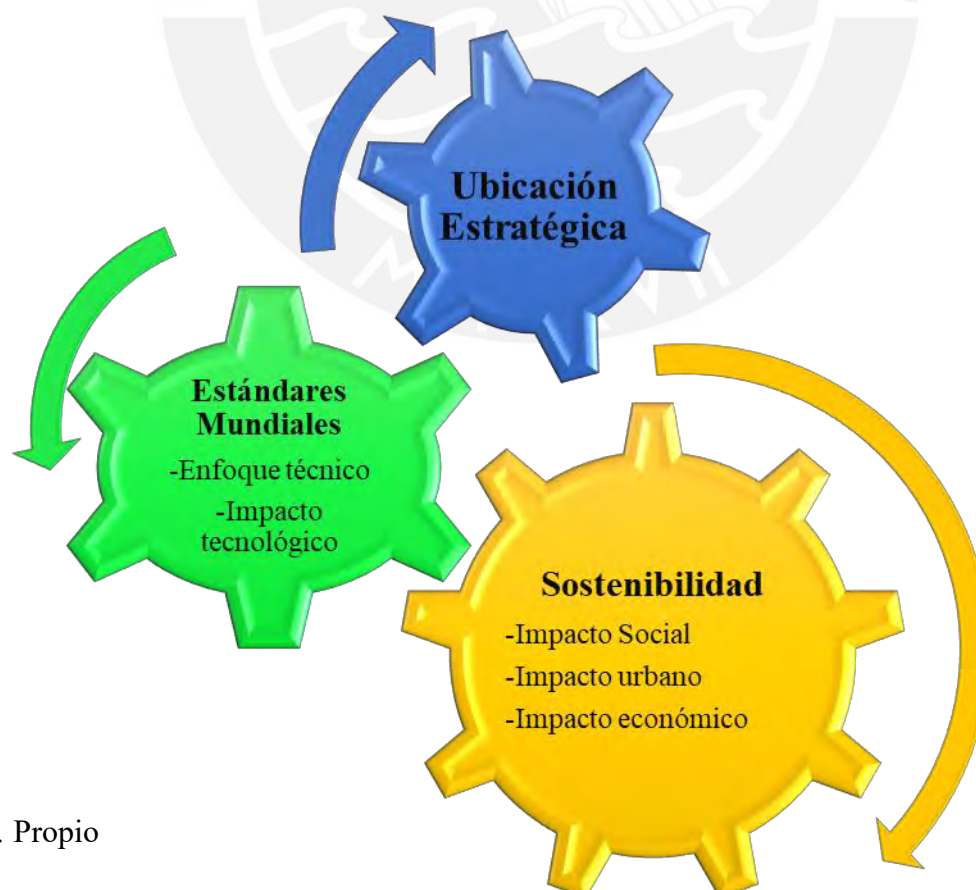 Ubicación
Estratégica
Estándares
Mundiales
-Enfoque técnico
-Impacto
tecnológico
Sostenibilidad
-Impacto Social
-Impacto urbano
-Impacto económico
. Propio